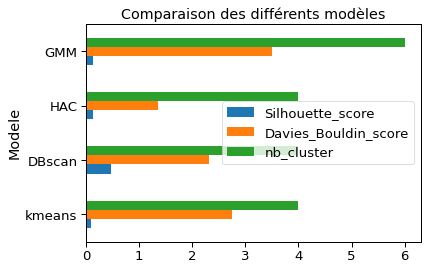 Comparaison des différents modèles
GMM
HAC
DBscan
kmeans
Modele
Silhouette_score
Davies_Bouldin_score
nb_cluster
0 1 2 3 4 5 6